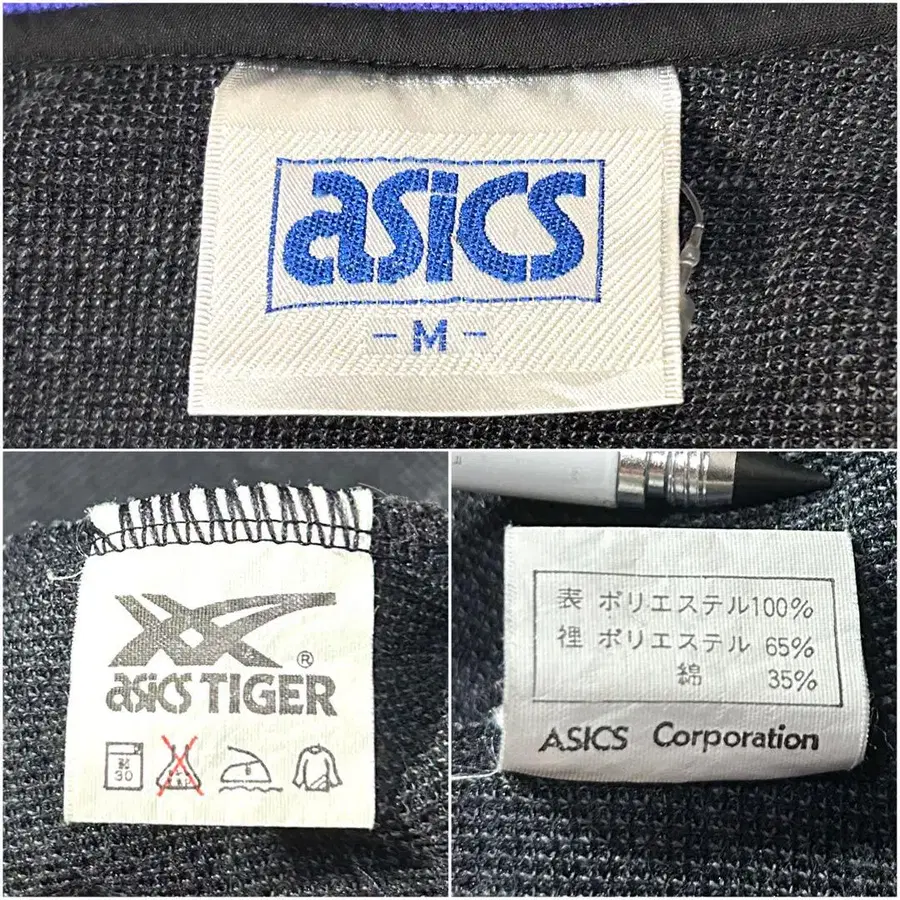 asics
- M -
asics TIGER ®
30
表 ポリエステル100%
裡 ポリエステル 65%
綿 35%
ASICS Corporation